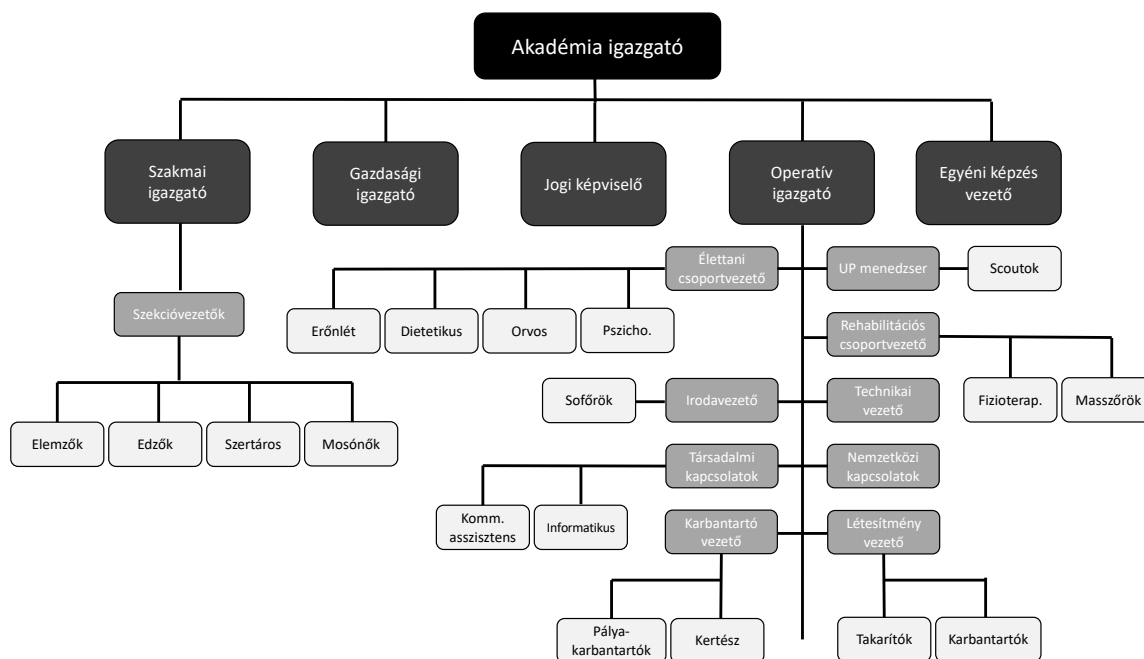 Akadémia igazgató
Szakmai
igazgató
Gazdasági
igazgató
Jogi képviselő
Operatív
igazgató
Egyéni képzés
vezető
Élettani
csoportvezető
UP menedzser
Scoutok
Szekcióvezetők
Erőnlét
Dietetikus
Orvos
Pszicho.
Rehabilitációs
csoportvezető
Sofőrök
Irodavezető
Technikai
vezető
Fizioterap.
Masszőrök
Elemzők
Edzők
Szertáros
Mosónők
Társadalmi
kapcsolatok
Nemzetközi
kapcsolatok
Komm.
asszisztens
Informatikus
Karbantartó
vezető
Létesítmény
vezető
Pálya-
karbantartók
Kertész
Takarítók
Karbantartók